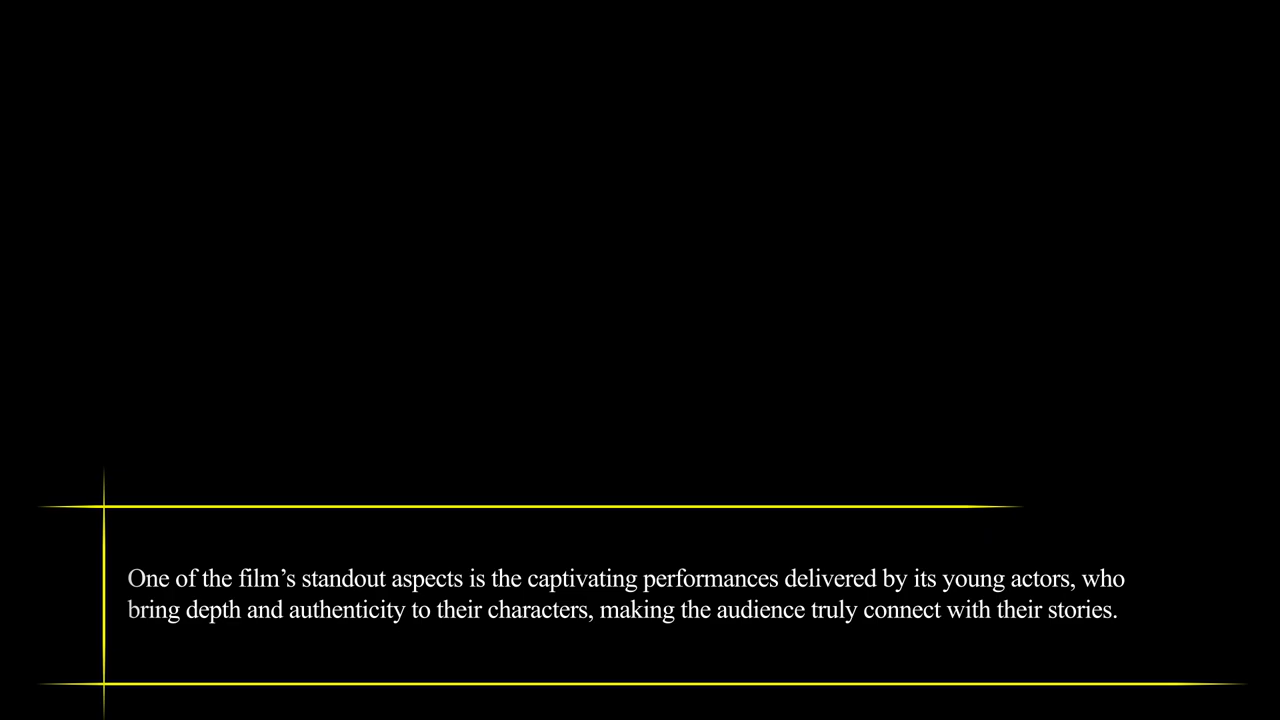 One of the film’s standout aspects is the captivating performances delivered by its young actors, who
bring depth and authenticity to their characters, making the audience truly connect with their stories.